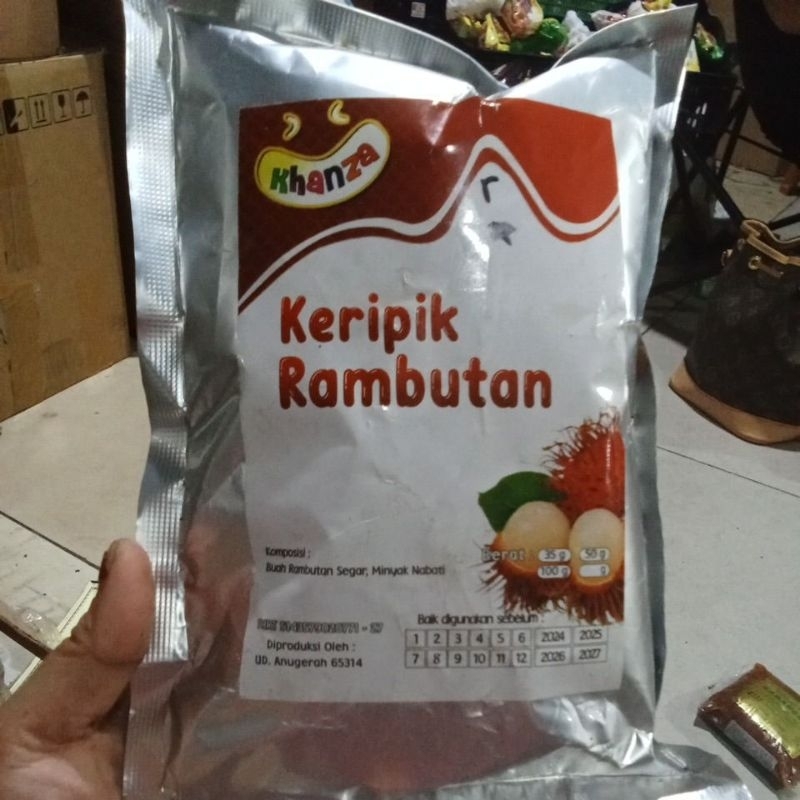 Khanza
Keripik
Rambutan
Komposisi :
Buah Rambutan Segar, Minyak Nabati
Berat
35 g 50 g
100 g g
Baik digunakan sebelum :
1 2 3 4 5 6 2024 2025
7 8 9 10 11 12 2026 2027
Diproduksi Oleh :
UD. Anugerah 65314